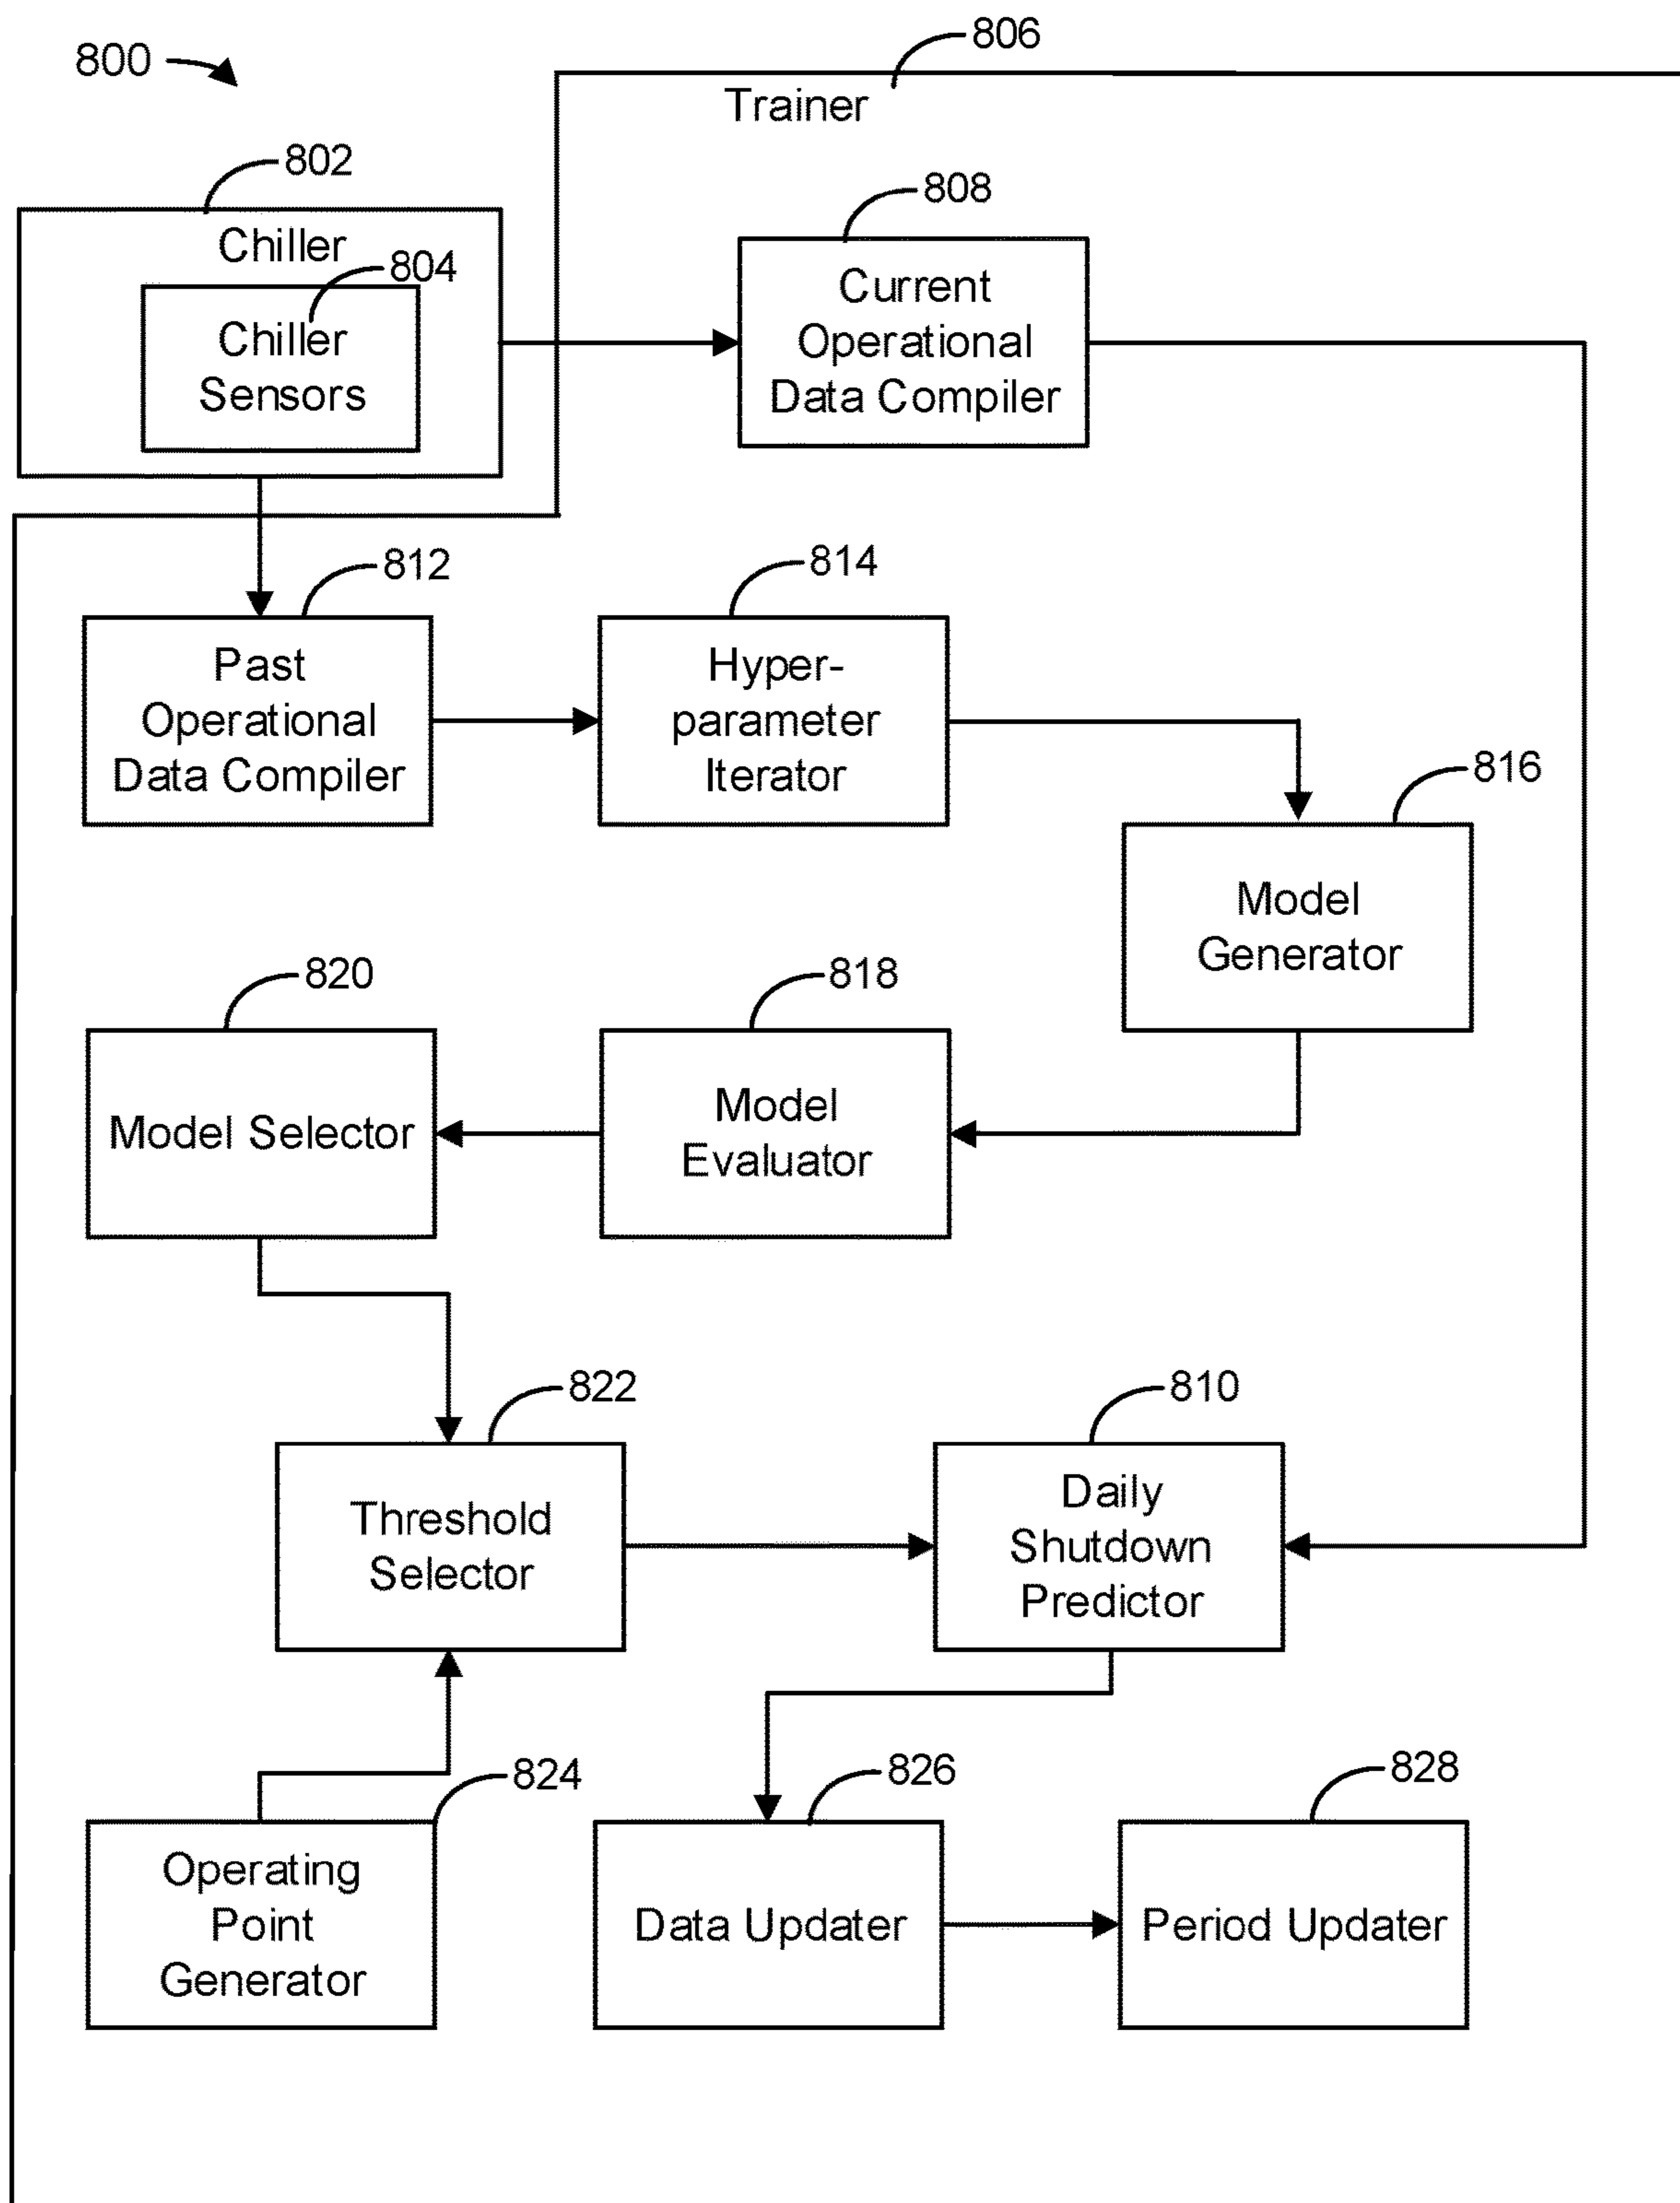 800
806
Trainer
802
Chiller
804
Chiller
Sensors
808
Current
Operational
Data Compiler
812
Past
Operational
Data Compiler
814
Hyper-
parameter
Iterator
816
Model
Generator
820
Model Selector
818
Model
Evaluator
822
Threshold
Selector
810
Daily
Shutdown
Predictor
824
Operating
Point
Generator
826
Data Updater
828
Period Updater